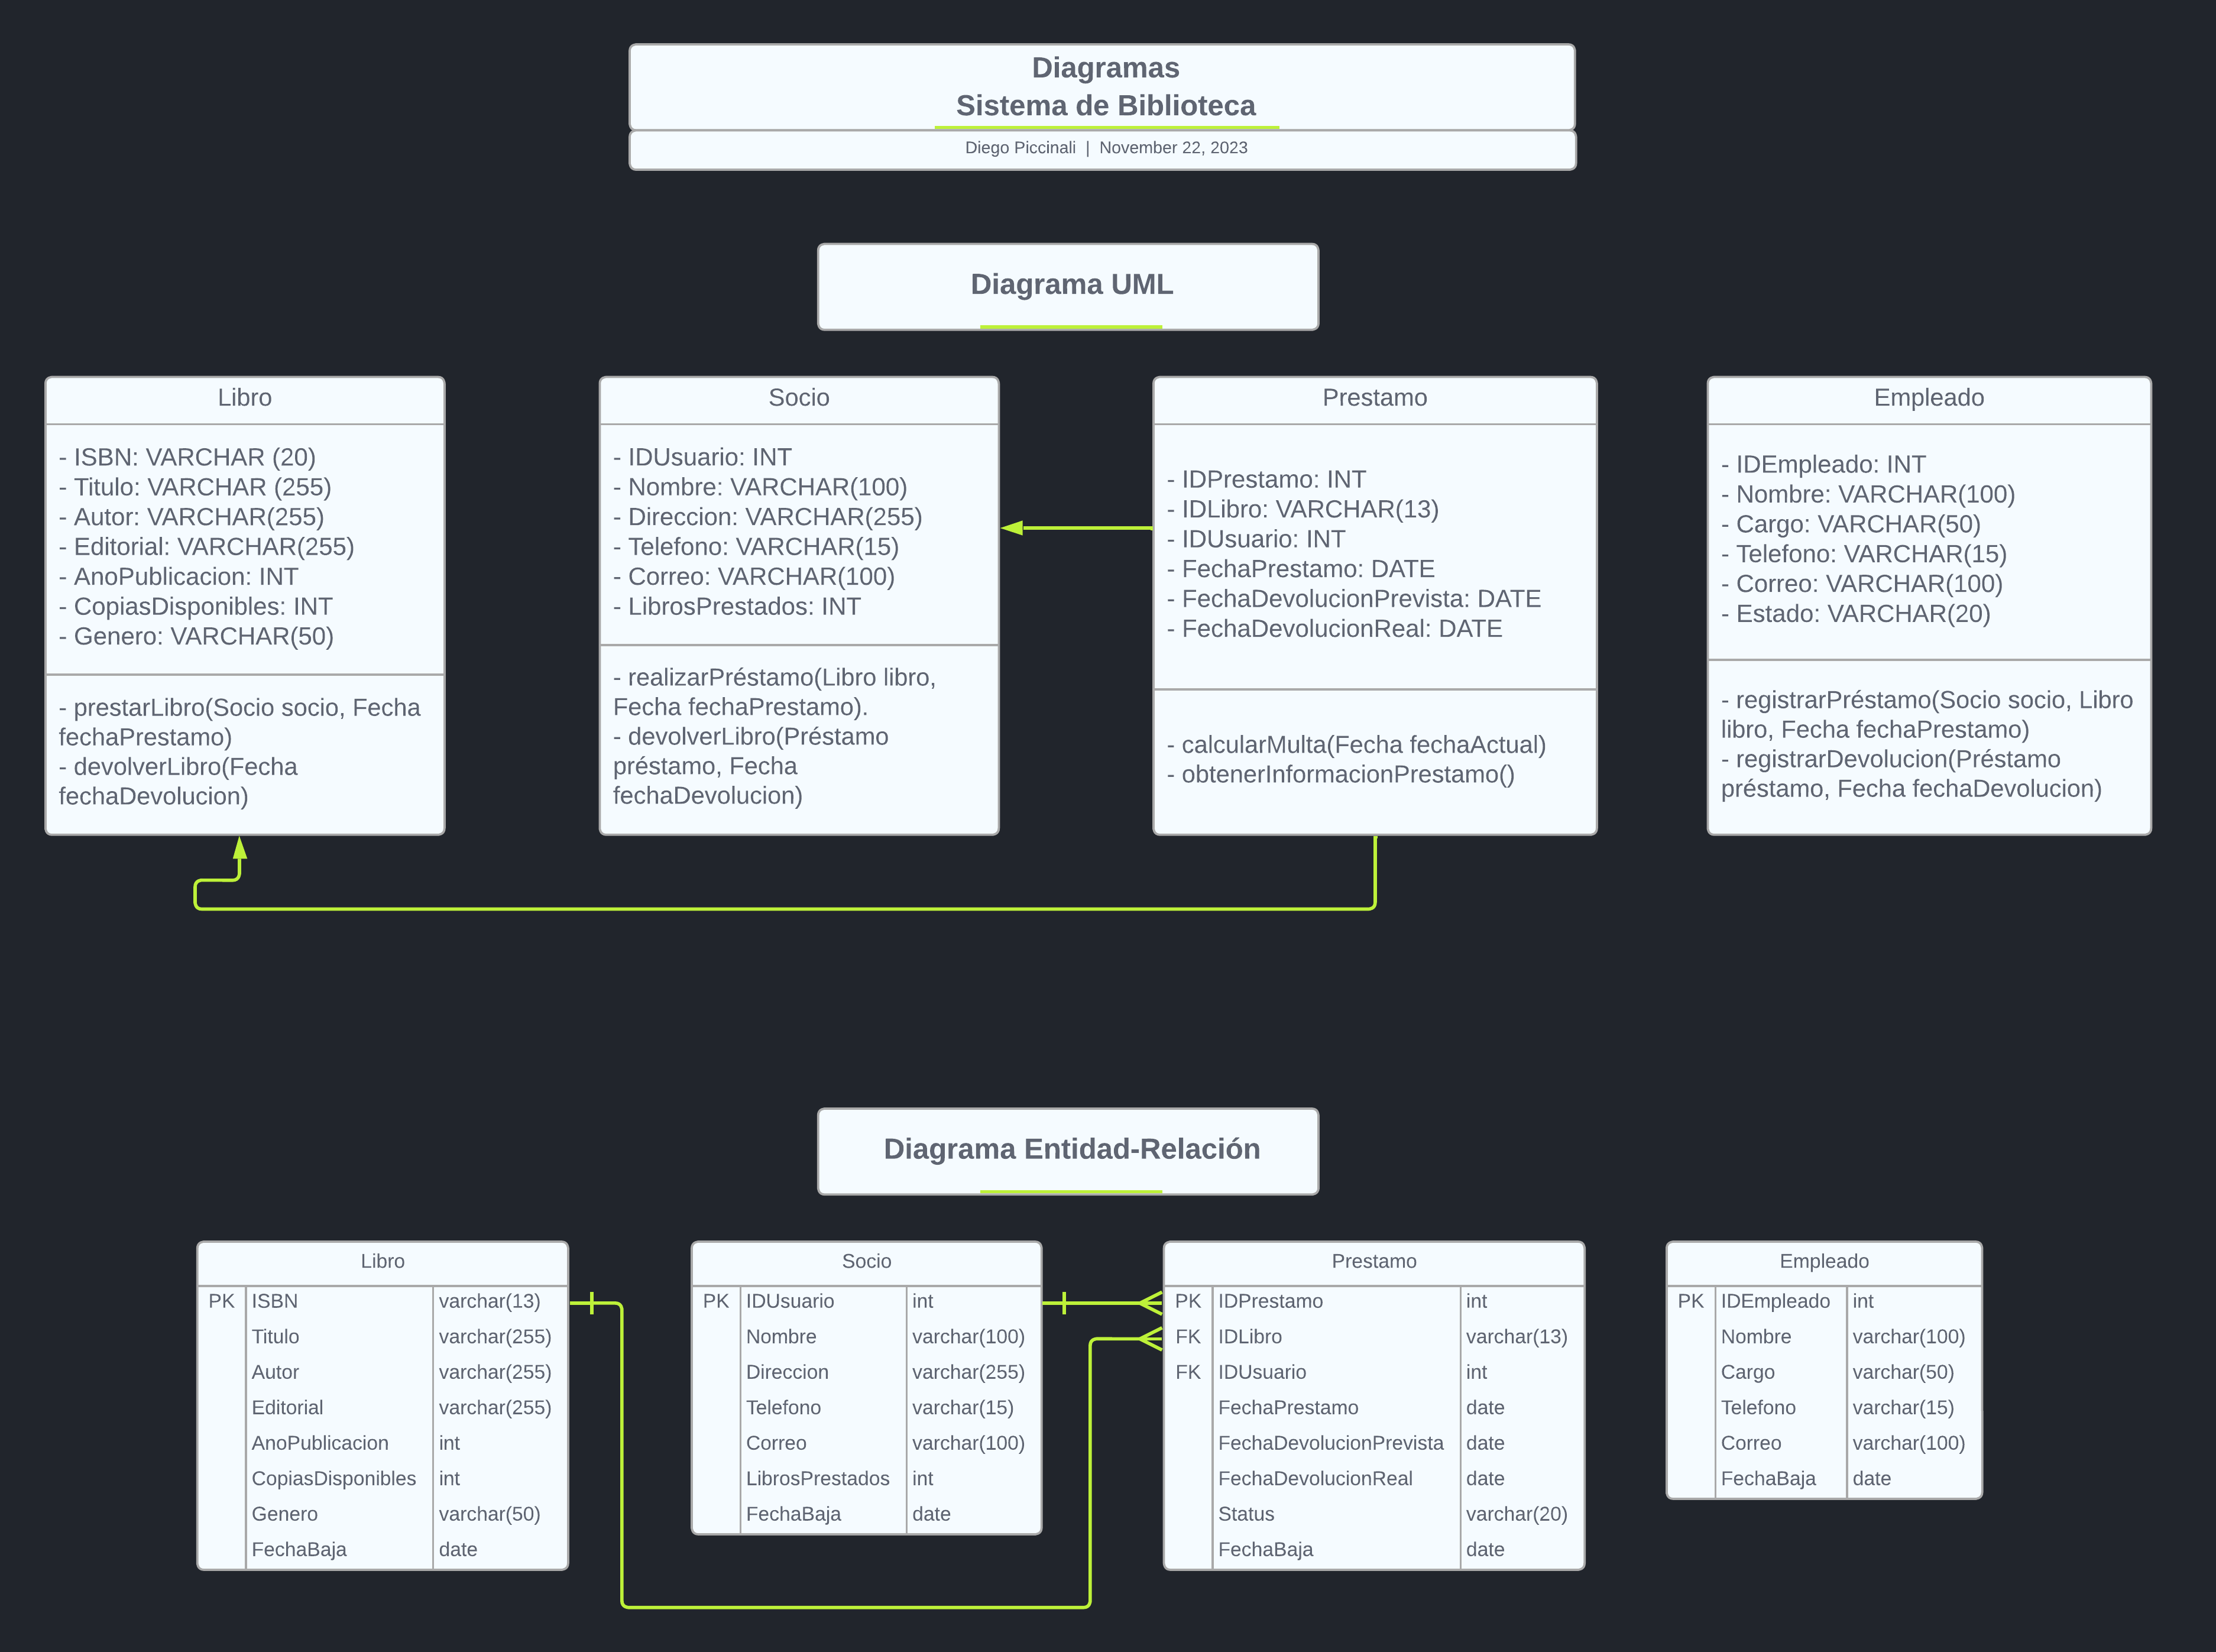 Diagramas
Sistema de Biblioteca
Diego Piccinali | November 22, 2023
Diagrama UML
Libro
- ISBN: VARCHAR (20)
- Titulo: VARCHAR (255)
- Autor: VARCHAR(255)
- Editorial: VARCHAR(255)
- AnoPublicacion: INT
- CopiasDisponibles: INT
- Genero: VARCHAR(50)
- prestarLibro(Socio socio, Fecha
fechaPrestamo)
- devolverLibro(Fecha
fechaDevolucion)
Socio
- IDUsuario: INT
- Nombre: VARCHAR(100)
- Direccion: VARCHAR(255)
- Telefono: VARCHAR(15)
- Correo: VARCHAR(100)
- LibrosPrestados: INT
- realizarPréstamo(Libro libro,
Fecha fechaPrestamo).
- devolverLibro(Préstamo
préstamo, Fecha
fechaDevolucion)
Prestamo
- IDPrestamo: INT
- IDLibro: VARCHAR(13)
- IDUsuario: INT
- FechaPrestamo: DATE
- FechaDevolucionPrevista: DATE
- FechaDevolucionReal: DATE
- calcularMulta(Fecha fechaActual)
- obtenerInformacionPrestamo()
Empleado
- IDEmpleado: INT
- Nombre: VARCHAR(100)
- Cargo: VARCHAR(50)
- Telefono: VARCHAR(15)
- Correo: VARCHAR(100)
- Estado: VARCHAR(20)
- registrarPréstamo(Socio socio, Libro
libro, Fecha fechaPrestamo)
- registrarDevolucion(Préstamo
préstamo, Fecha fechaDevolucion)
Diagrama Entidad-Relación
Libro
PK ISBN varchar(13)
Titulo varchar(255)
Autor varchar(255)
Editorial varchar(255)
AnoPublicacion int
CopiasDisponibles int
Genero varchar(50)
FechaBaja date
Socio
PK IDUsuario int
Nombre varchar(100)
Direccion varchar(255)
Telefono varchar(15)
Correo varchar(100)
LibrosPrestados int
FechaBaja date
Prestamo
PK IDPrestamo int
FK IDLibro varchar(13)
FK IDUsuario int
FechaPrestamo date
FechaDevolucionPrevista date
FechaDevolucionReal date
Status varchar(20)
FechaBaja date
Empleado
PK IDEmpleado int
Nombre varchar(100)
Cargo varchar(50)
Telefono varchar(15)
Correo varchar(100)
FechaBaja date